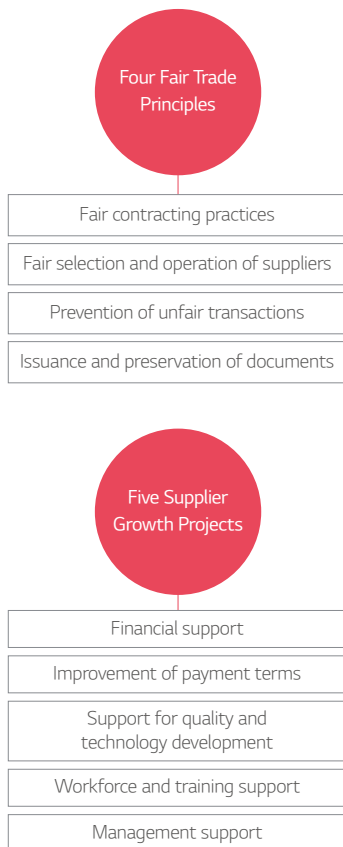 Four Fair Trade
Principles
Fair contracting practices
Fair selection and operation of suppliers
Prevention of unfair transactions
Issuance and preservation of documents
Five Supplier
Growth Projects
Financial support
Improvement of payment terms
Support for quality and
technology development
Workforce and training support
Management support